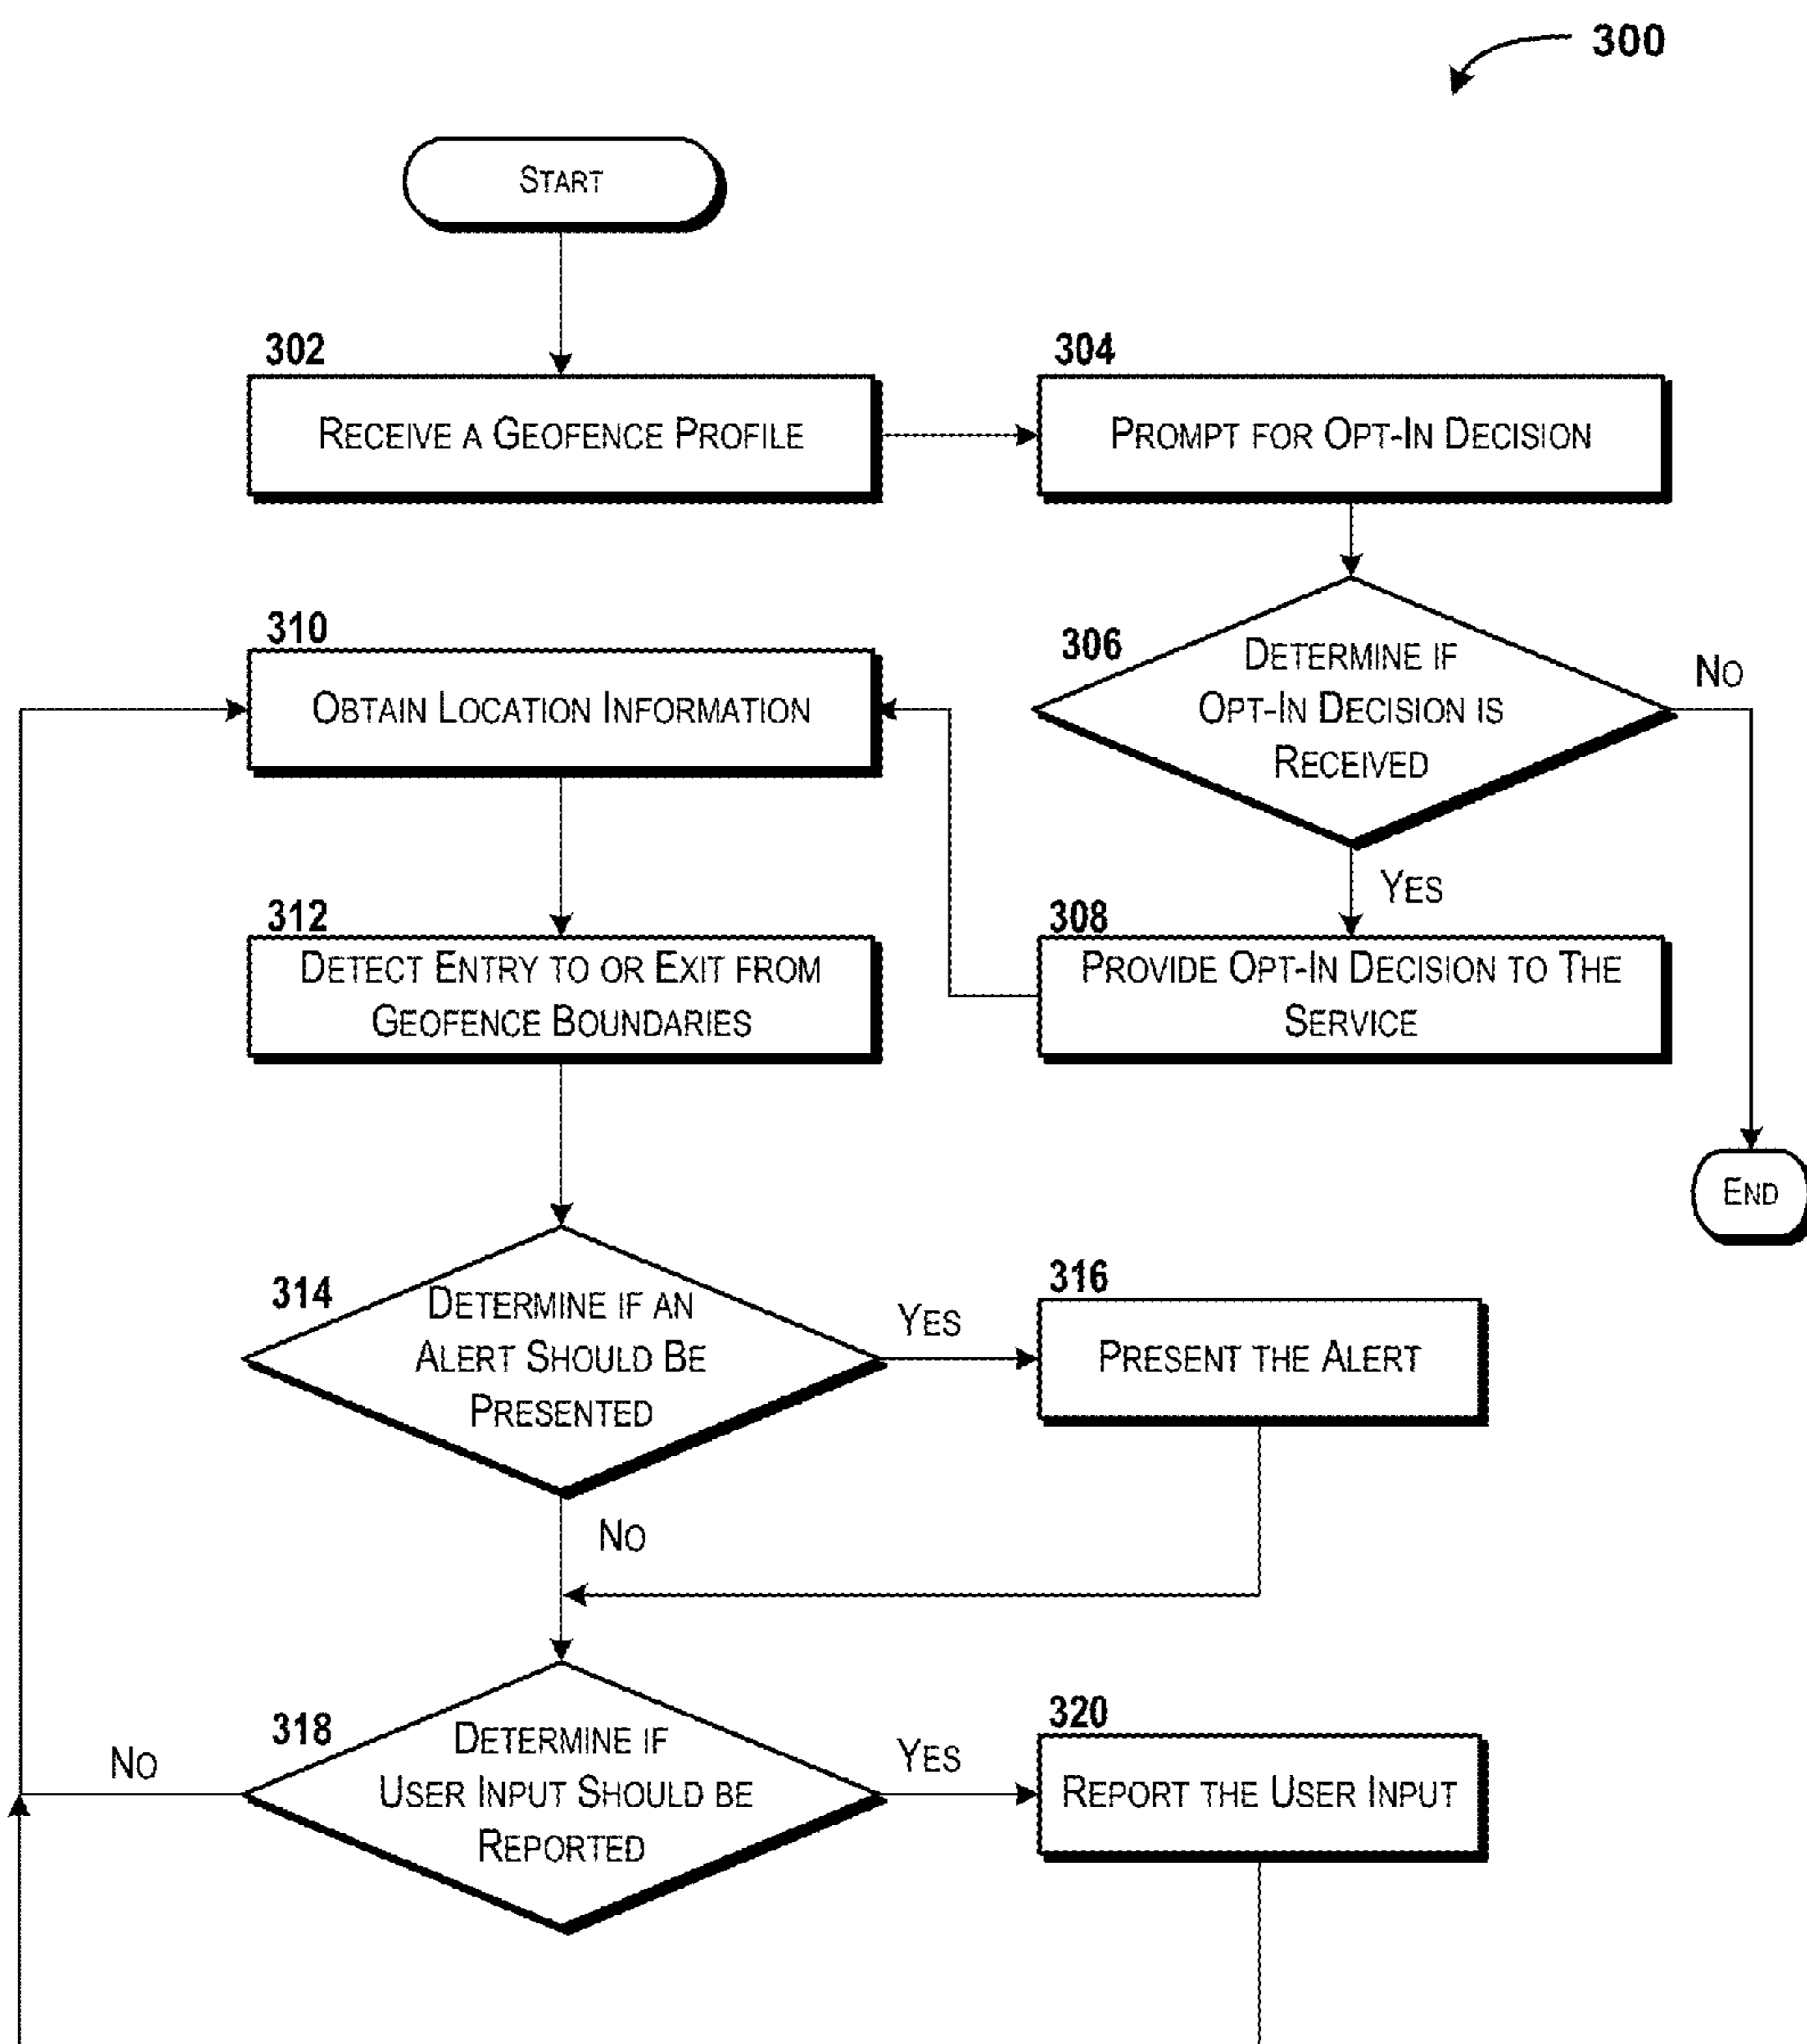 300
START
302
RECEIVE A GEOFENCE PROFILE
304
PROMPT FOR OPT-IN DECISION
306
DETERMINE IF
OPT-IN DECISION IS
RECEIVED
NO
YES
308
PROVIDE OPT-IN DECISION TO THE
SERVICE
310
OBTAIN LOCATION INFORMATION
312
DETECT ENTRY TO OR EXIT FROM
GEOFENCE BOUNDARIES
END
314
DETERMINE IF AN
ALERT SHOULD BE
PRESENTED
YES
316
PRESENT THE ALERT
NO
318
DETERMINE IF
USER INPUT SHOULD BE
REPORTED
NO
YES
320
REPORT THE USER INPUT